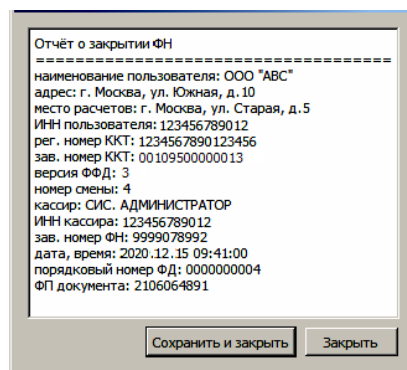 Отчёт о закрытии ФН
========================================
наименование пользователя: ООО "АВС"
адрес: г. Москва, ул. Южная, д.10
место расчетов: г. Москва, ул. Старая, д.5
ИНН пользователя: 123456789012
рег. номер ККТ: 1234567890123456
зав. номер ККТ: 00109500000013
версия ФФД: 3
номер смены: 4
кассир: СИС. АДМИНИСТРАТОР
ИНН кассира: 123456789012
зав. номер ФН: 9999078992
дата, время: 2020.12.15 09:41:00
порядковый номер ФД: 0000000004
ФП документа: 2106064891
Сохранить и закрыть
Закрыть